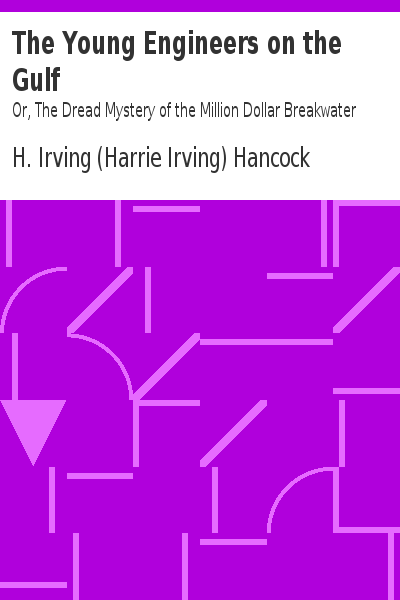 The Young Engineers on the
Gulf
Or, The Dread Mystery of the Million Dollar Breakwater
H. Irving (Harrie Irving) Hancock